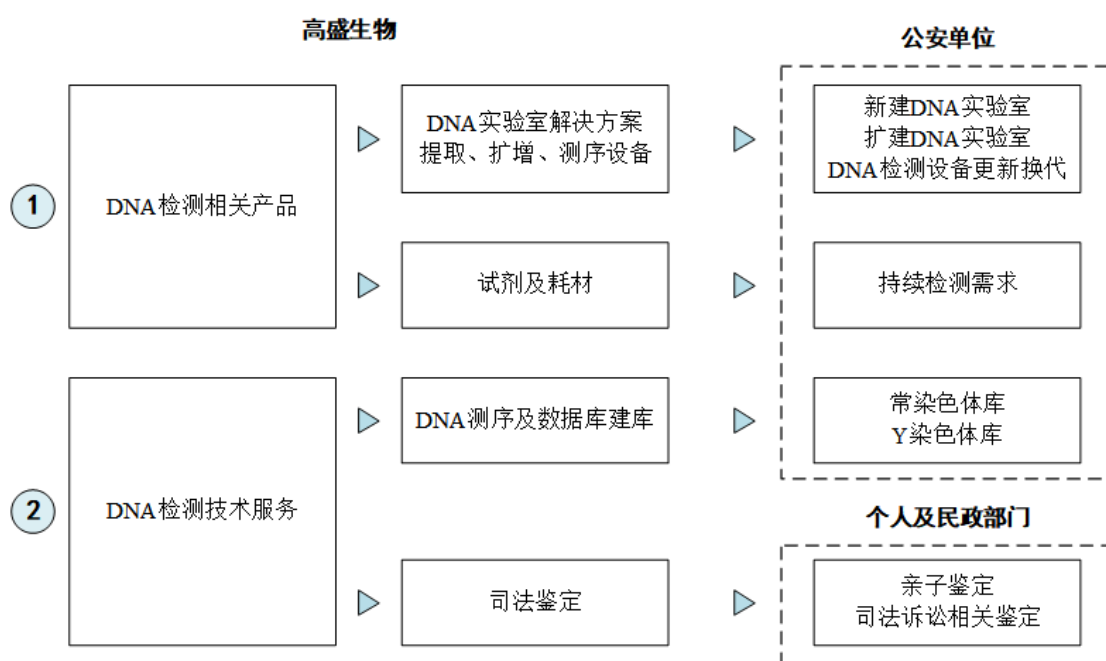 高盛生物
公安单位
1
DNA检测相关产品
DNA实验室解决方案
提取、扩增、测序设备
新建DNA实验室
扩建DNA实验室
DNA检测设备更新换代
试剂及耗材
持续检测需求
2
DNA检测技术服务
DNA测序及数据库建库
常染色体库
Y染色体库
个人及民政部门
司法鉴定
亲子鉴定
司法诉讼相关鉴定